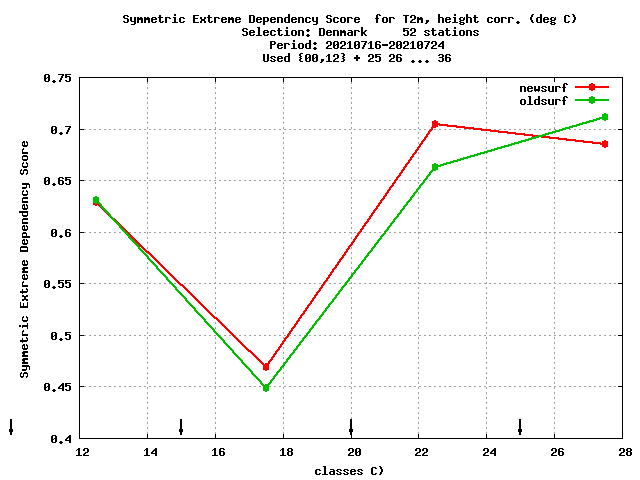 Symmetric Extreme Dependency Score  for T2m, height corr. (deg C)
Selection: Denmark     52 stations
Period: 20210716-20210724
Used {00,12} + 25 26 ... 36
newsurf
oldsurf
Symmetric Extreme Dependency Score
0.75
0.7
0.65
0.6
0.55
0.5
0.45
0.4
12 14 16 18 20 22 24 26 28
classes C)